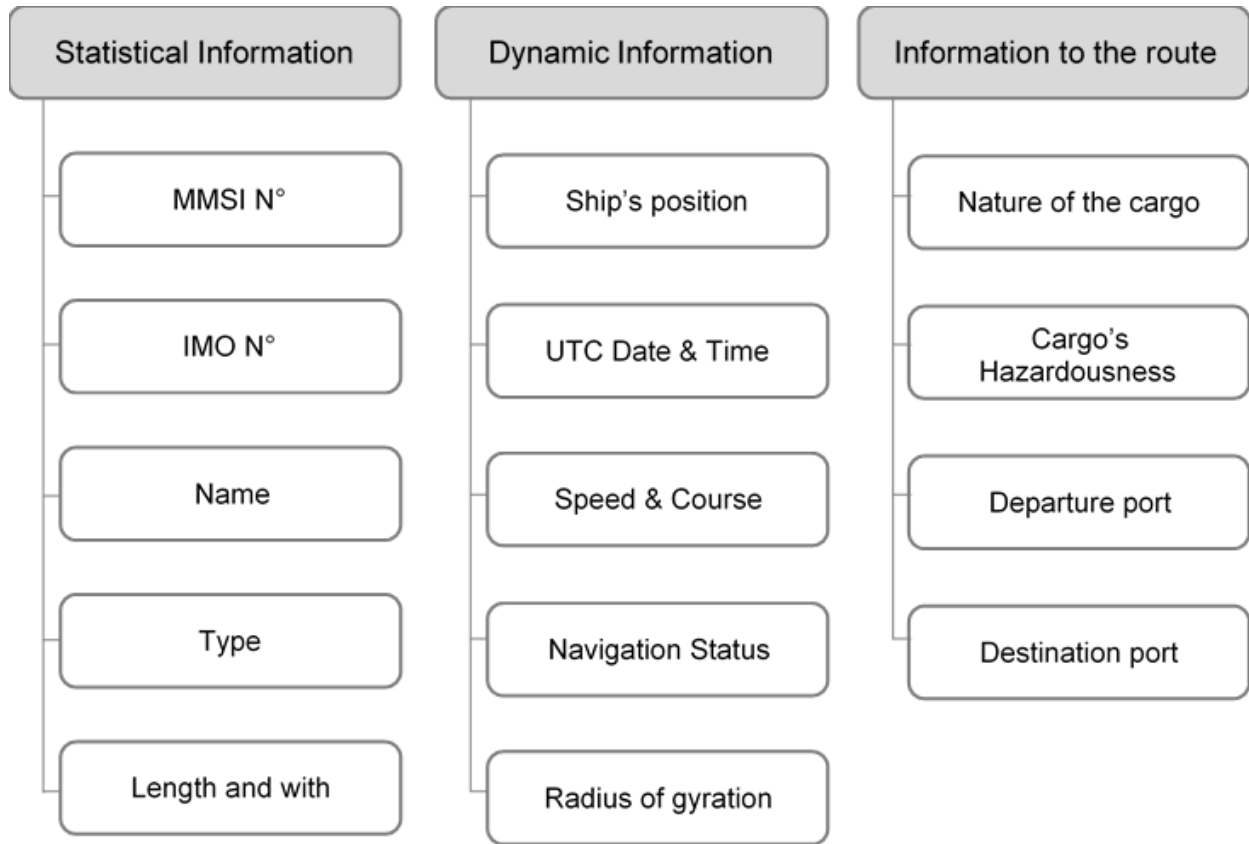 Statistical Information
MMSI N°
IMO N°
Name
Type
Length and with
Dynamic Information
Ship’s position
UTC Date & Time
Speed & Course
Navigation Status
Radius of gyration
Information to the route
Nature of the cargo
Cargo’s
Hazardousness
Departure port
Destination port